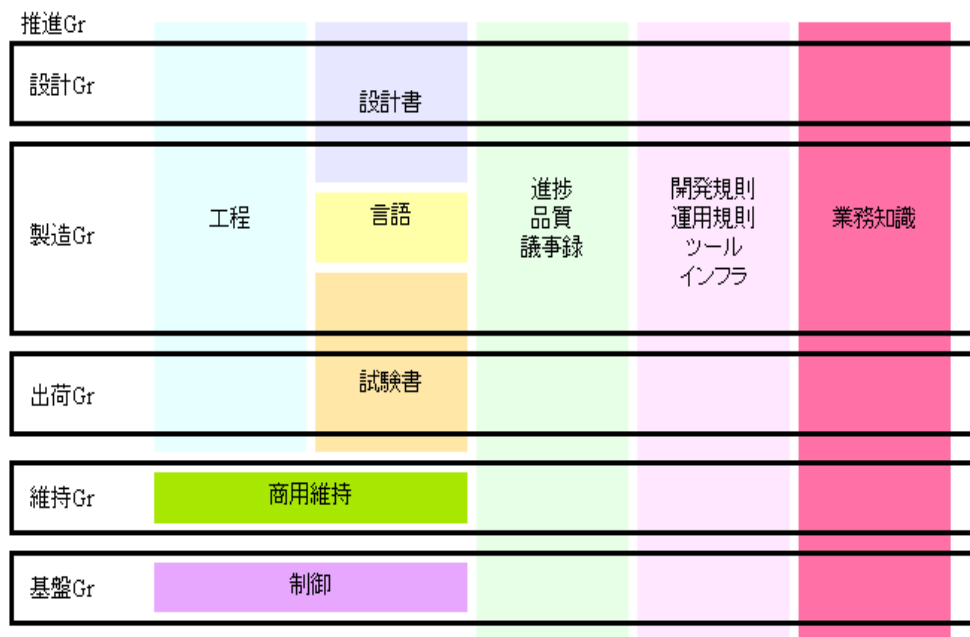 推進Gr
設計Gr
設計書
製造Gr
工程
言語
進捗
品質
議事録
開発規則
運用規則
ツール
インフラ
業務知識
出荷Gr
試験書
維持Gr
商用維持
基盤Gr
制御